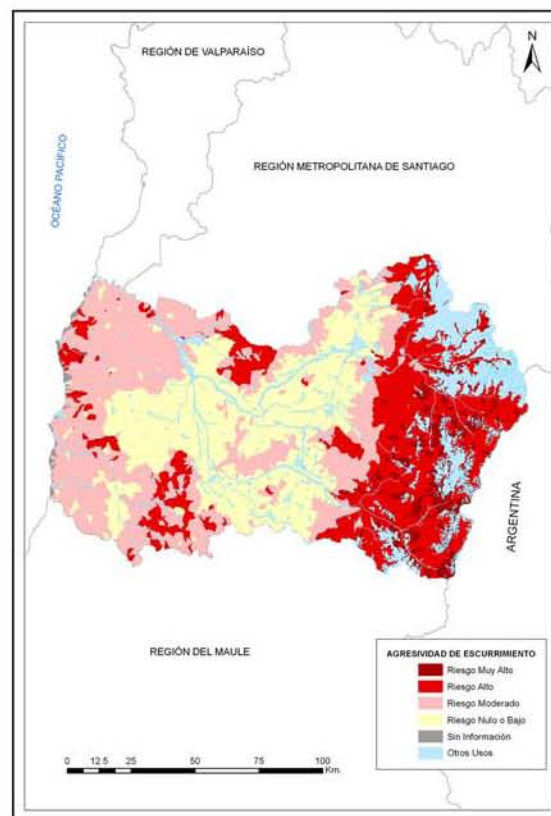 REGIÓN DE VALPARAÍSO
N
OCÉANO PACÍFICO
REGIÓN METROPOLITANA DE SANTIAGO
ARGENTINA
REGIÓN DEL MAULE
AGRESIVIDAD DE ESCURRIMIENTO
Riesgo Muy Alto
Riesgo Alto
Riesgo Moderado
Riesgo Nulo o Bajo
Sin Información
Otros Usos
0 12.5 25 50 75 100
Km.